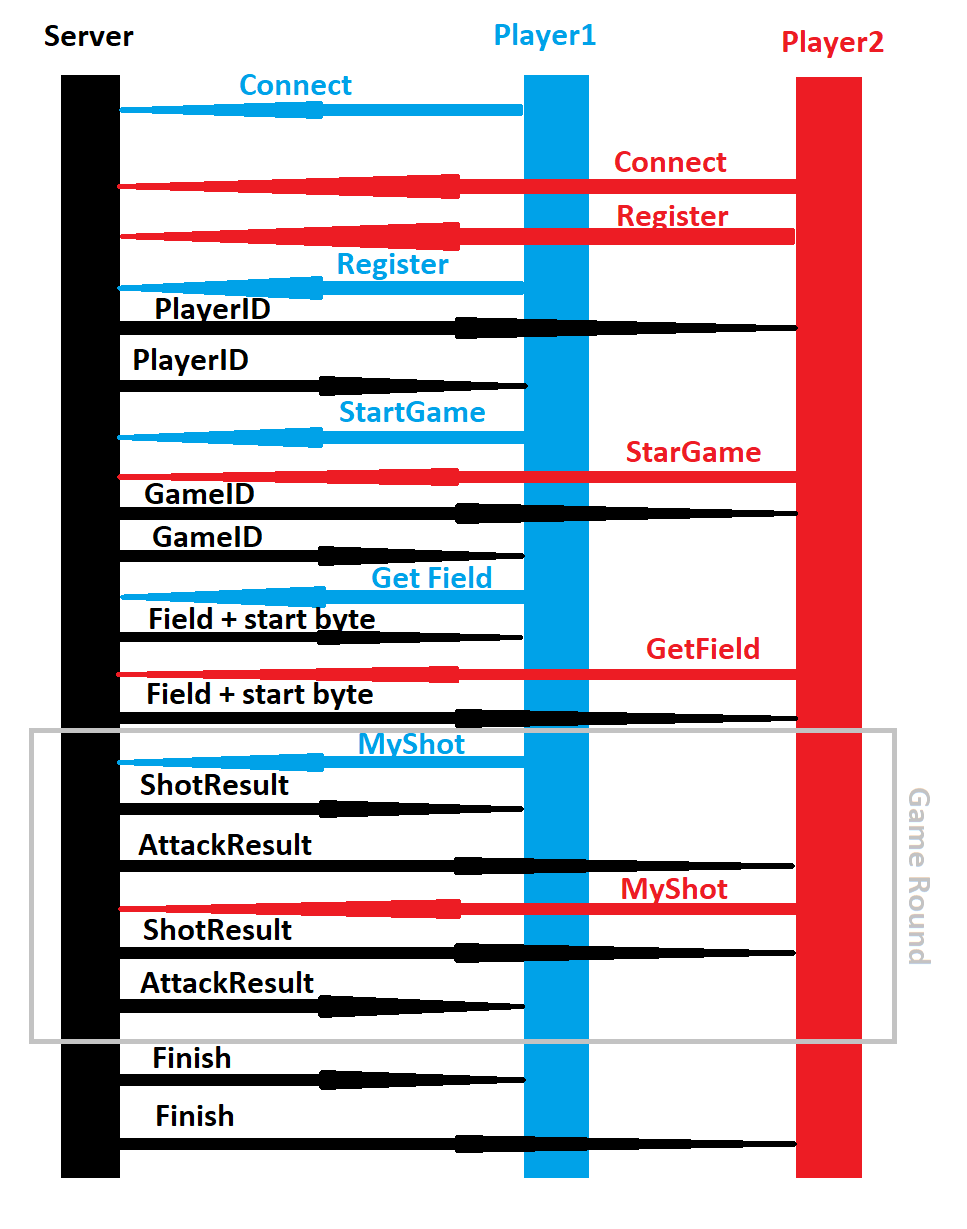 Server
Player1
Player2
Connect
Connect
Register
Register
PlayerID
PlayerID
StartGame
StarGame
GameID
GameID
Get Field
Field + start byte
GetField
Field + start byte
MyShot
ShotResult
AttackResult
MyShot
ShotResult
AttackResult
Game Round
Finish
Finish